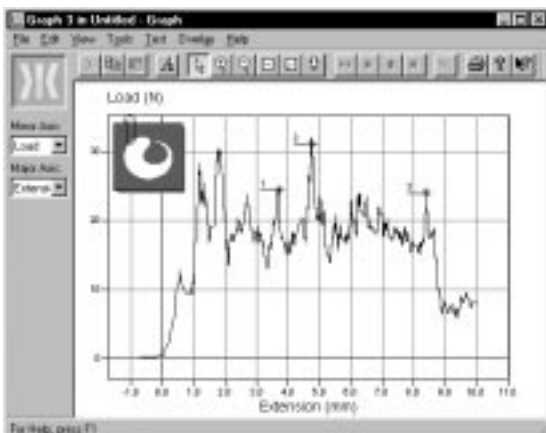 Graph 3 in Untitled - Graph
File Edit View Tools Text Overlay Help
Load (N)
Minor Axis:
Load
Major Axis:
30
20
10
0
1
2
-1.0 0.0 1.0 2.0 3.0 4.0 5.0 6.0 7.0 8.0 9.0 10.0 11.0
Extension (mm)
For Help, press F1